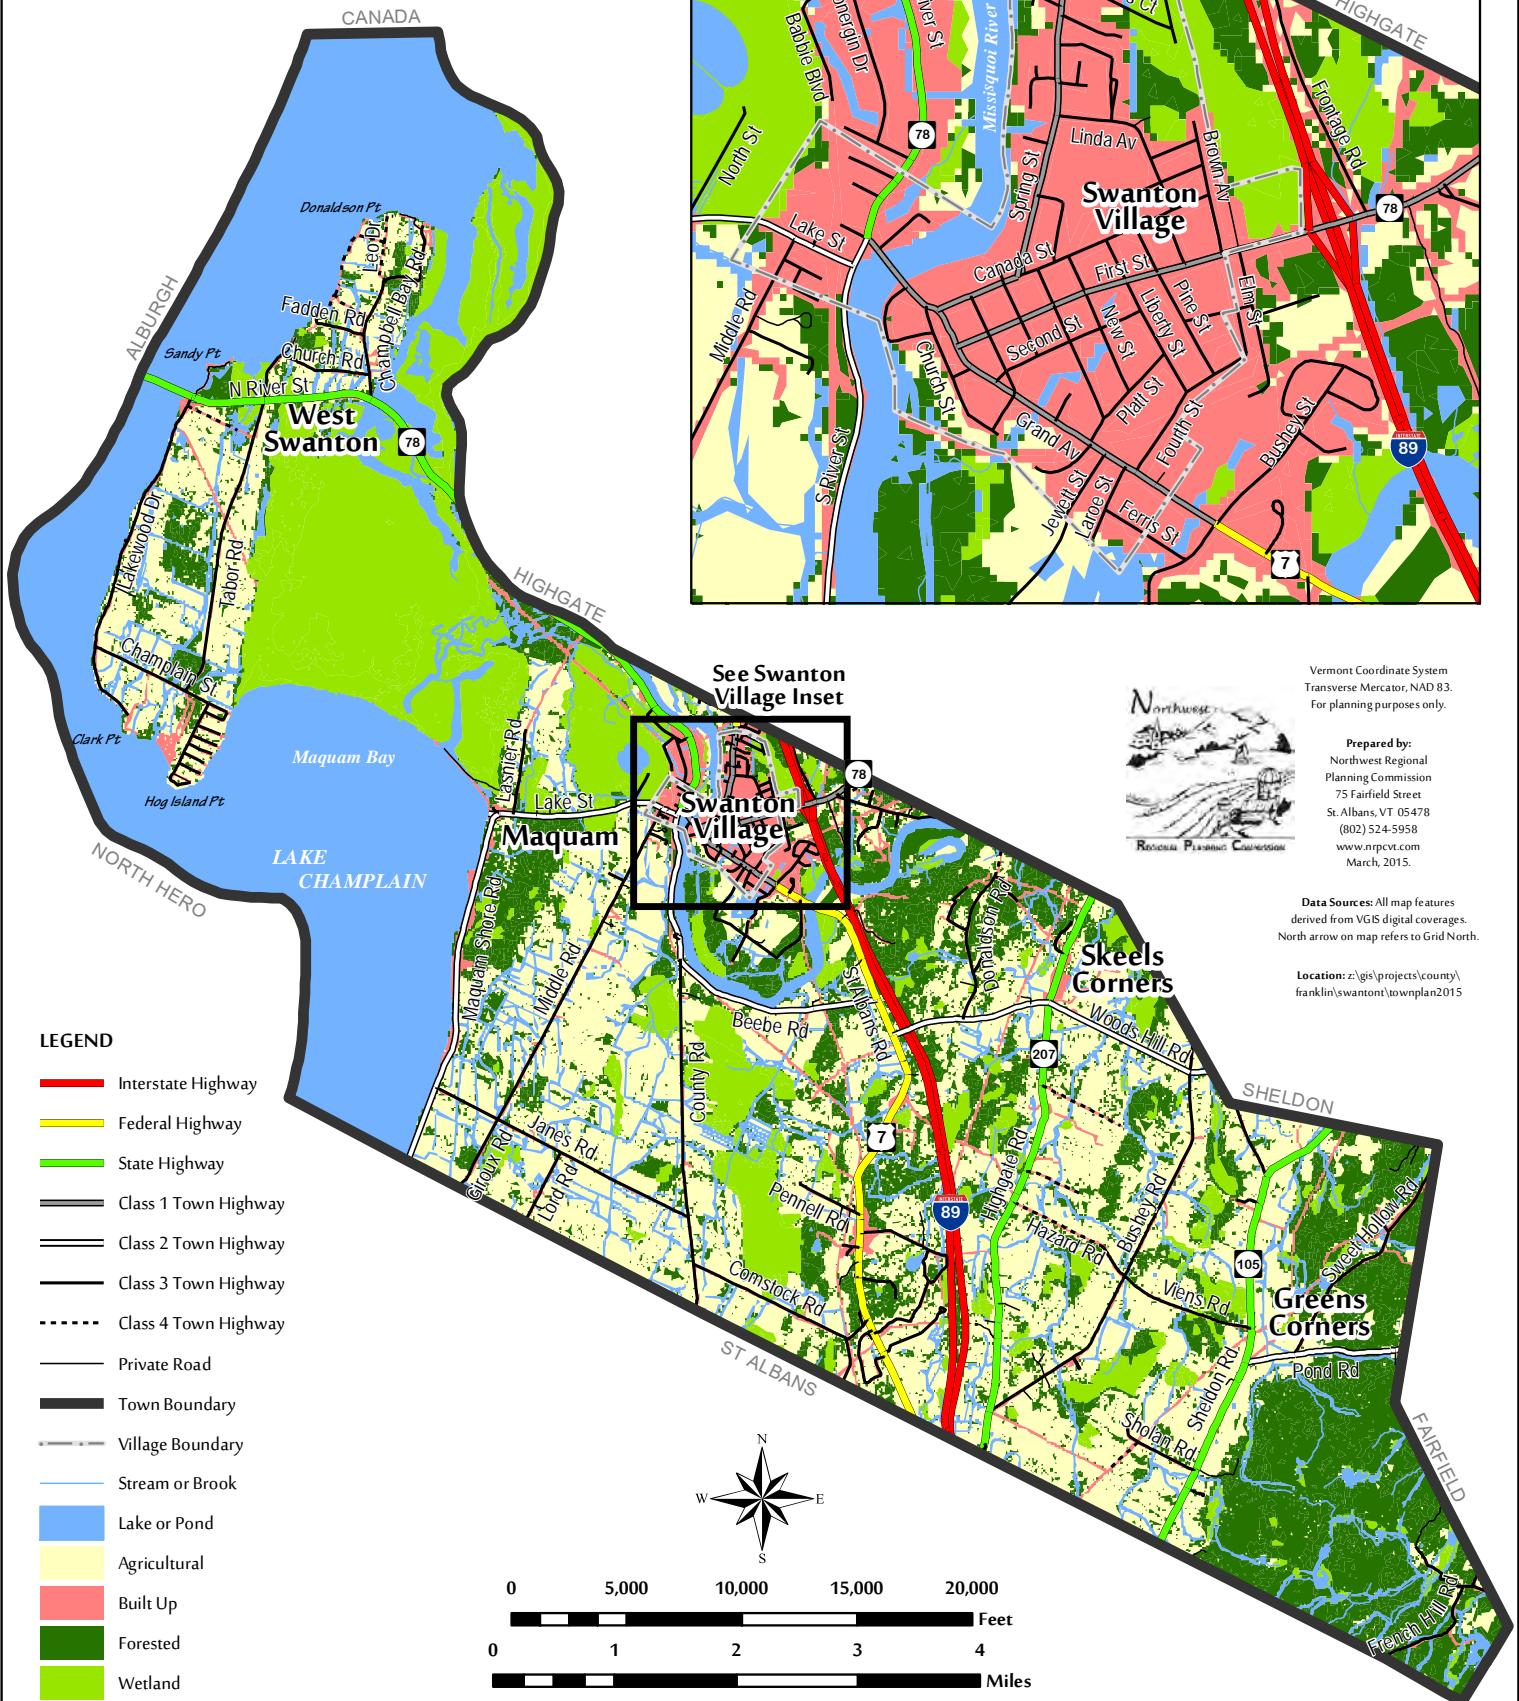 CANADA
ALBURGH
HIGHGATE
NORTH HERO
ST ALBANS
SHELDON
FAIRFIELD
Donaldson Pt
Leo Dr
Campbell Bay Rd
Fadden Rd
Church Rd
Sandy Pt
N River St
West
Swanton
78
Lakewood Dr
Tabor Rd
Champlain St
Clark Pt
Hog Island Pt
Maquam Bay
LAKE
CHAMPLAIN
HIGHGATE
Babbie Blvd
onergin Dr
iver St
Missisquoi River
Ct
North St
78
Linda Av
Brown Av
Frontage Rd
Spring St
Swanton
Village
78
Lake St
Canada St
First St
Middle Rd
Second St
New St
Liberty St
Pine St
Elm St
Church St
Platt St
Fourth St
Grand Av
Bushey St
S River St
Jewett St
Laroe St
Ferris St
INTERSTATE
89
7
See Swanton
Village Inset
78
Lasnier Rd
Lake St
Maquam
Swanton
Village
Maquam Shore Rd
Middle Rd
Donaldson Rd
Skeels
Corners
St Albans Rd
Beebe Rd
Woods Hill Rd
County Rd
207
7
Janes Rd
Giroux Rd
Lord Rd
Pennell Rd
Highgate Rd
INTERSTATE
89
Hazard Rd
Bushey Rd
Viens Rd
105
Sweet Hollow Rd
Greens
Corners
Comstock Rd
Pond Rd
Sheldon Rd
Sholan Rd
French Hill Rd
Northwest
REGIONAL PLANNING COMMISSION
Vermont Coordinate System
Transverse Mercator, NAD 83.
For planning purposes only.
Prepared by:
Northwest Regional
Planning Commission
75 Fairfield Street
St. Albans, VT 05478
(802) 524-5958
www.nrpcvt.com
March, 2015.
Data Sources: All map features
derived from VGIS digital coverages.
North arrow on map refers to Grid North.
Location: z:\gis\projects\county\
franklin\swantont\townplan2015
LEGEND
Interstate Highway
Federal Highway
State Highway
Class 1 Town Highway
Class 2 Town Highway
Class 3 Town Highway
Class 4 Town Highway
Private Road
Town Boundary
Village Boundary
Stream or Brook
Lake or Pond
Agricultural
Built Up
Forested
Wetland
N
W E
S
0 5,000 10,000 15,000 20,000
Feet
0 1 2 3 4
Miles